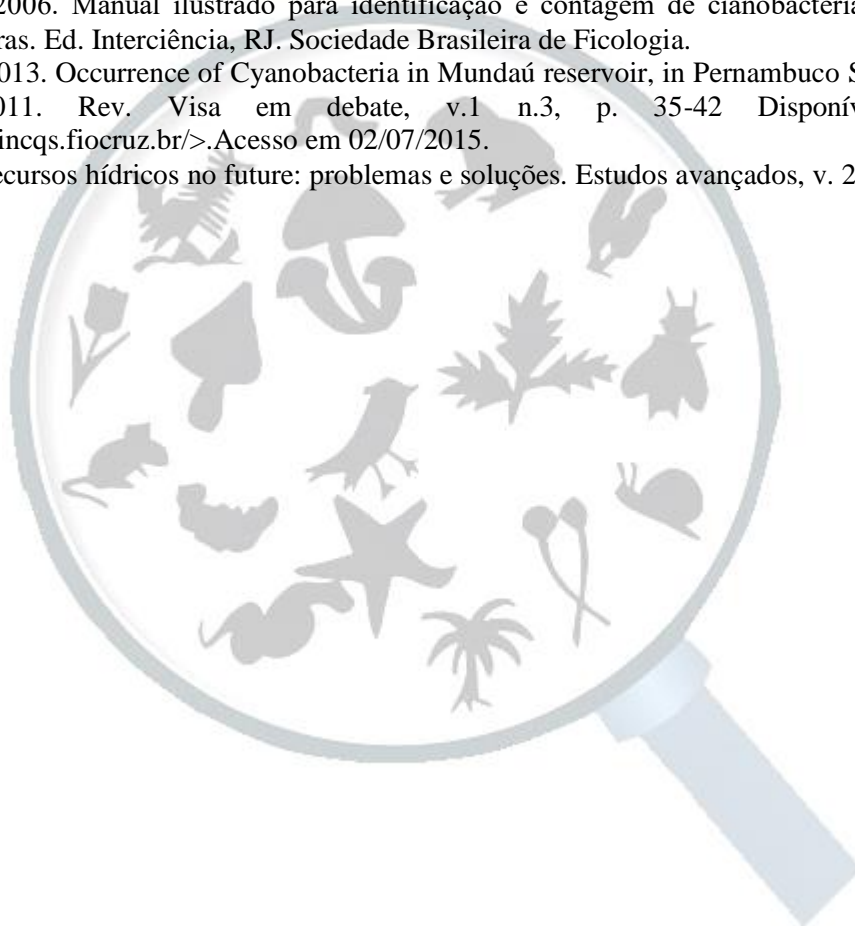 2006. Manual ilustrado para identificação e contagem de cianobacteria
ras. Ed. Interciência, RJ. Sociedade Brasileira de Ficologia.
013. Occurrence of Cyanobacteria in Mundaú reservoir, in Pernambuco S
011. Rev. Visa em debate, v.1 n.3, p. 35-42 Disponív
incqs.fiocruz.br/>.Acesso em 02/07/2015.
ecursos hídricos no future: problemas e soluções. Estudos avançados, v. 2